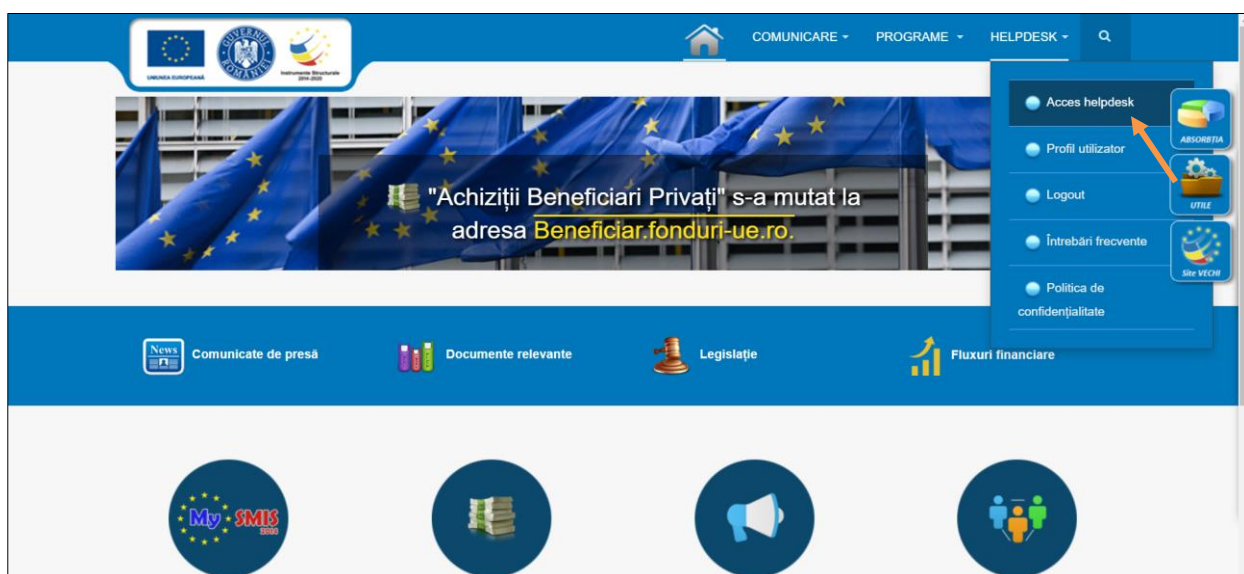 UNIUNEA EUROPEANĂ
GUVERNUL ROMÂNIEI
Instrumente Structurale
2014-2020
COMUNICARE
PROGRAME
HELPDESK
Acces helpdesk
Profil utilizator
Logout
Întrebări frecvente
Politica de
confidențialitate
ABSORBȚIA
UTILE
Site VECHI
"Achiziții Beneficiari Privați" s-a mutat la
adresa Beneficiar.fonduri-ue.ro.
News
Comunicate de presă
Documente relevante
Legislație
Fluxuri financiare
My SMIS
2014